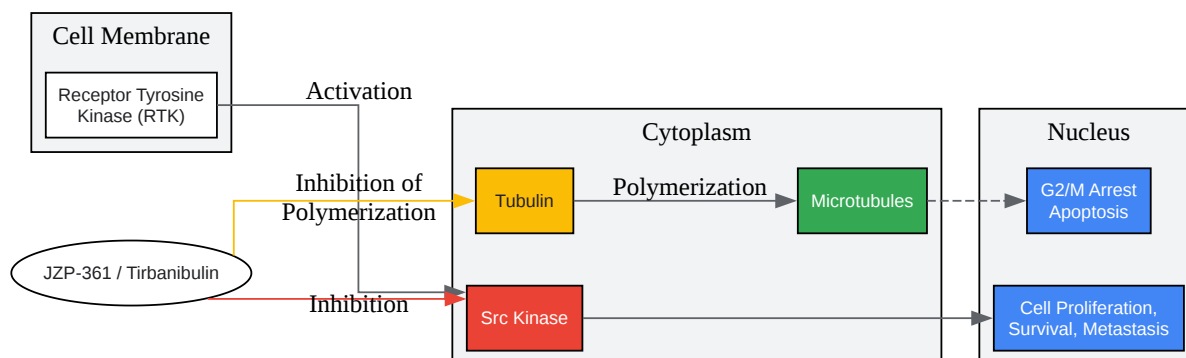 Cell Membrane
Receptor Tyrosine
Kinase (RTK)
Activation
Cytoplasm
Nucleus
Inhibition of
Polymerization
Tubulin
Polymerization
Microtubules
G2/M Arrest
Apoptosis
JZP-361 / Tirbanibulin
Inhibition
Src Kinase
Cell Proliferation,
Survival, Metastasis